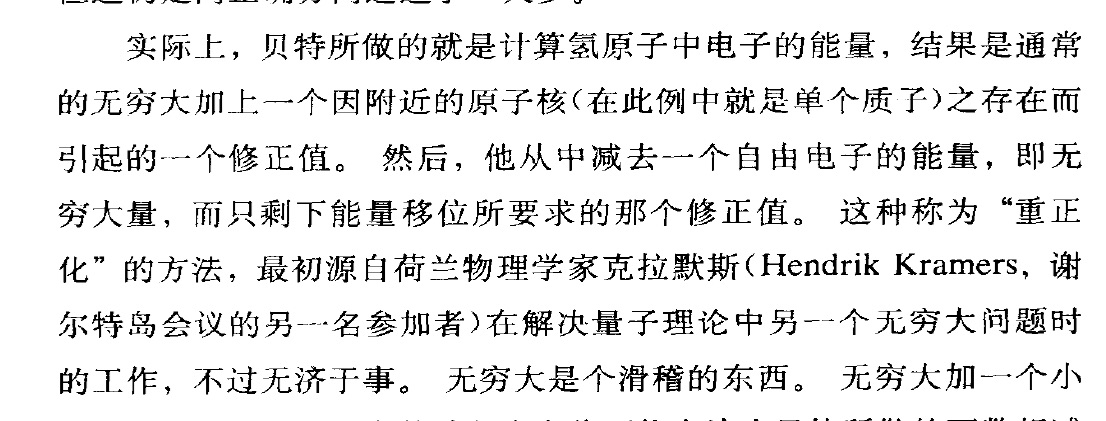 实际上，贝特所做的就是计算氢原子中电子的能量，结果是通常
的无穷大加上一个因附近的原子核(在此例中就是单个质子)之存在而
引起的一个修正值。 然后，他从中减去一个自由电子的能量，即无
穷大量，而只剩下能量移位所要求的那个修正值。 这种称为“重正
化”的方法，最初源自荷兰物理学家克拉默斯(Hendrik Kramers，谢
尔特岛会议的另一名参加者)在解决量子理论中另一个无穷大问题时
的工作，不过无济于事。 无穷大是个滑稽的东西。 无穷大加一个小